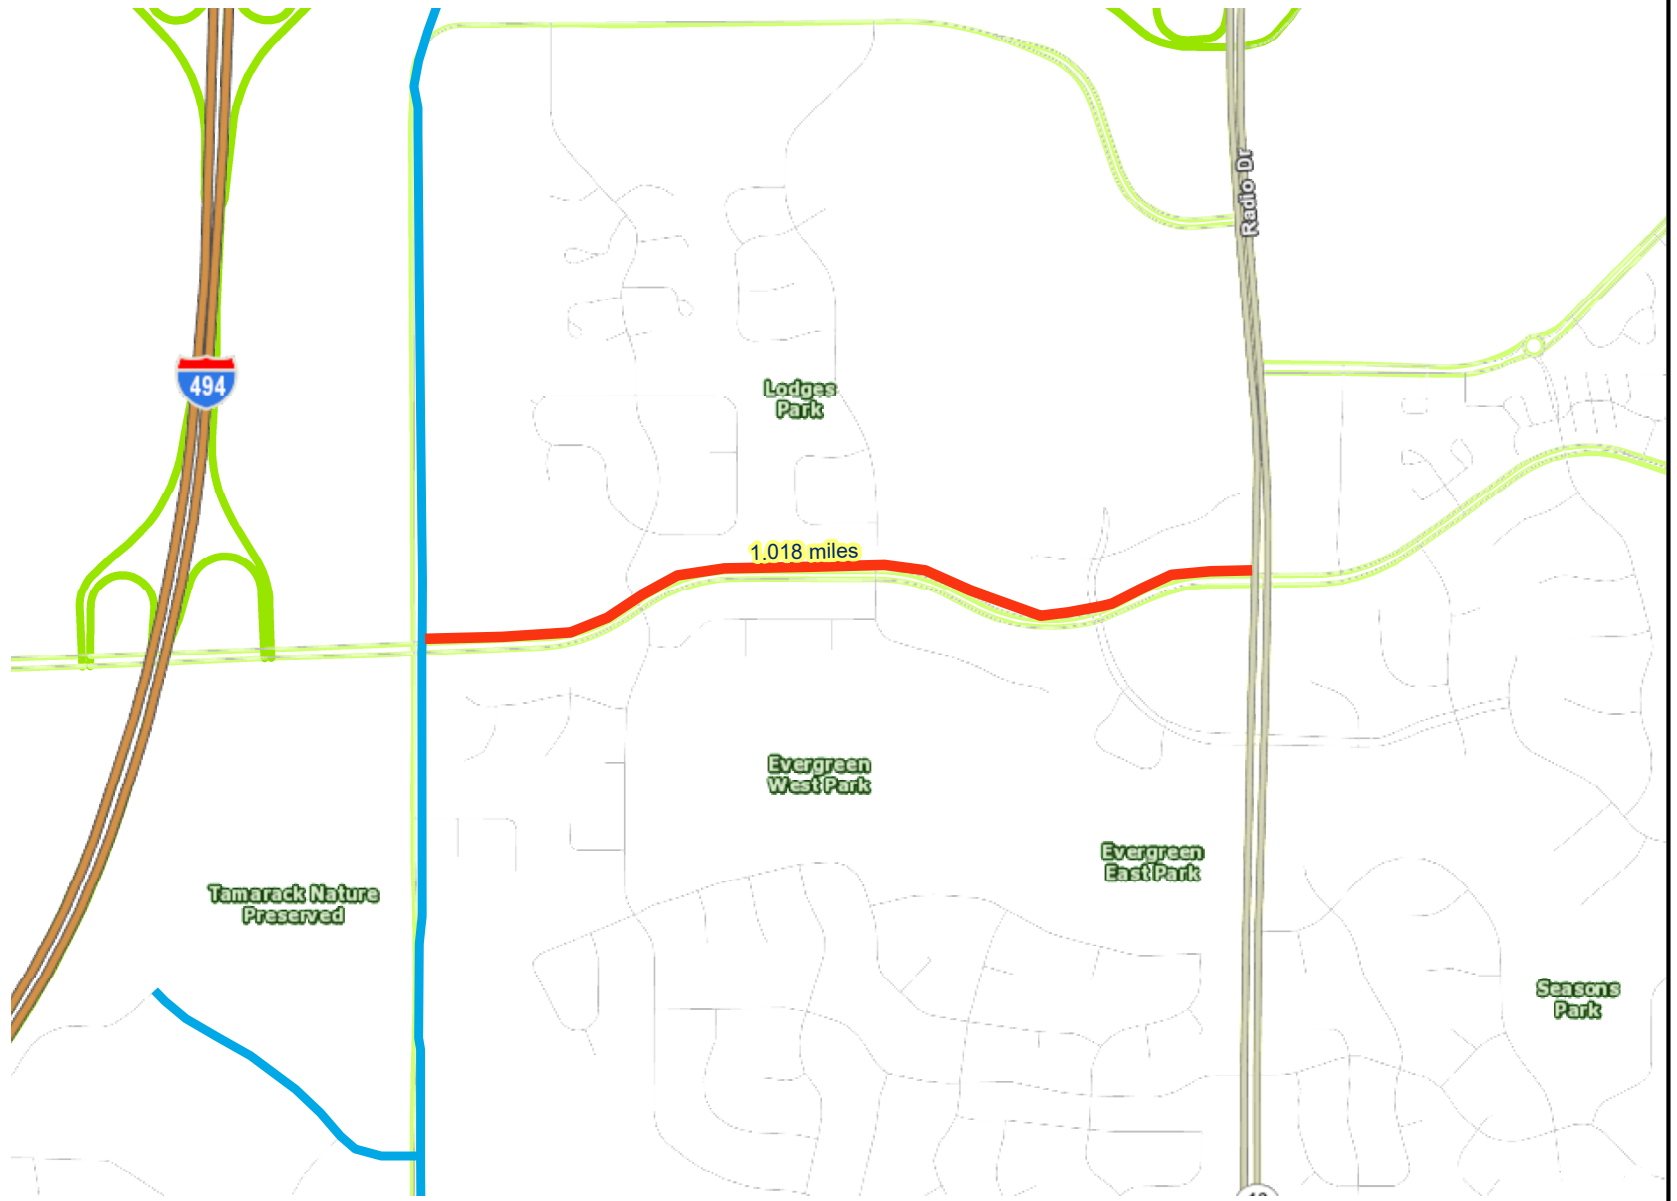 Radio Dr
494
Lodges
Park
1.018 miles
Evergreen
West Park
Evergreen
East Park
Tamarack Nature
Preserved
Seasons
Park